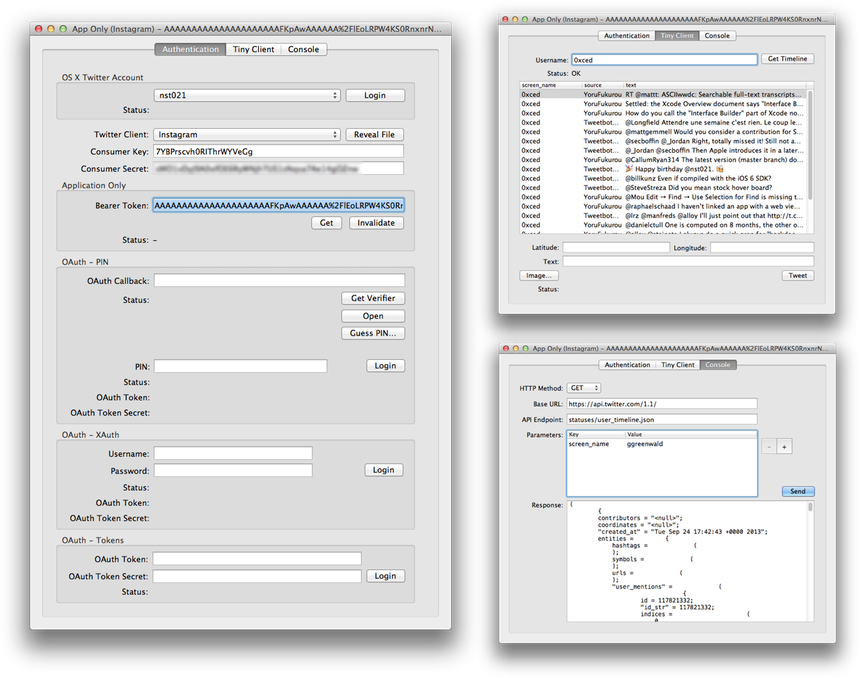 App Only (Instagram) – AAAAAAAAAAAAAAAAAAAAAFKpAwAAAAAA%2FlEoLRPW4KS0RnxnrN...
Authentication Tiny Client Console
OS X Twitter Account
nst021 Login
Status:
Twitter Client: Instagram Reveal File
Consumer Key: 7YBPrscvh0RIThrWYVeGg
Consumer Secret:
Application Only
Bearer Token: AAAAAAAAAAAAAAAAAAAAAFKpAwAAAAAA%2FlEoLRPW4KS0Rr
Get Invalidate
Status: –
OAuth – PIN
OAuth Callback:
Status: Get Verifier
Open
Guess PIN...
PIN: Login
Status:
OAuth Token:
OAuth Token Secret:
OAuth – XAuth
Username:
Password: Login
Status:
OAuth Token:
OAuth Token Secret:
OAuth – Tokens
OAuth Token:
OAuth Token Secret: Login
Status:
App Only (Instagram) – AAAAAAAAAAAAAAAAAAAAAFKpAwAAAAAA%2FlEoLRPW4KS0RnxnrN...
Authentication Tiny Client Console
Username: 0xced Get Timeline
Status: OK
screen_name source text
0xced YoruFukurou RT @mattt: ASCIIwwdc: Searchable full-text transcripts...
0xced YoruFukurou Settled: the Xcode Overview document says "Interface B...
0xced YoruFukurou How do you call the "Interface Builder" part of Xcode no...
0xced Tweetbot... @Longfield Attendre une semaine c'est rien. Le coup le...
0xced YoruFukurou @mattgemmell Would you consider a contribution for S...
0xced Tweetbot... @secboffin @_Jordan Right, totally missed it! Still not a...
0xced Tweetbot... @_Jordan @secboffin Then Apple introduced it in a later...
0xced YoruFukurou @CallumRyan314 The latest version (master branch) do...
0xced Tweetbot... 🎉 Happy birthday @nst021. 🍻
0xced Tweetbot... @billkunz Even if compiled with the iOS 6 SDK?
0xced YoruFukurou @SteveStreza Did you mean stock hover board?
0xced YoruFukurou @Mou Edit → Find → Use Selection for Find is missing t...
0xced YoruFukurou @raphaelschaad I haven't linked an app with a web vie...
0xced Tweetbot... @lrz @manfreds @alloy I'll just point out that http://t.c...
0xced YoruFukurou @danielctull One is computed on 8 months, the other o...
Latitude: Longitude:
Text:
Image... Tweet
Status:
App Only (Instagram) – AAAAAAAAAAAAAAAAAAAAAFKpAwAAAAAA%2FlEoLRPW4KS0RnxnrN...
Authentication Tiny Client Console
HTTP Method: GET
Base URL: https://api.twitter.com/1.1/
API Endpoint: statuses/user_timeline.json
Parameters: Key Value
screen_name ggreenwald
- +
Send
Response: (
{
contributors = "<null>";
coordinates = "<null>";
"created_at" = "Tue Sep 24 17:42:43 +0000 2013";
entities = {
hashtags = (
);
symbols = (
);
urls = (
);
"user_mentions" = (
{
id = 117821332;
"id_str" = 117821332;
indices = (